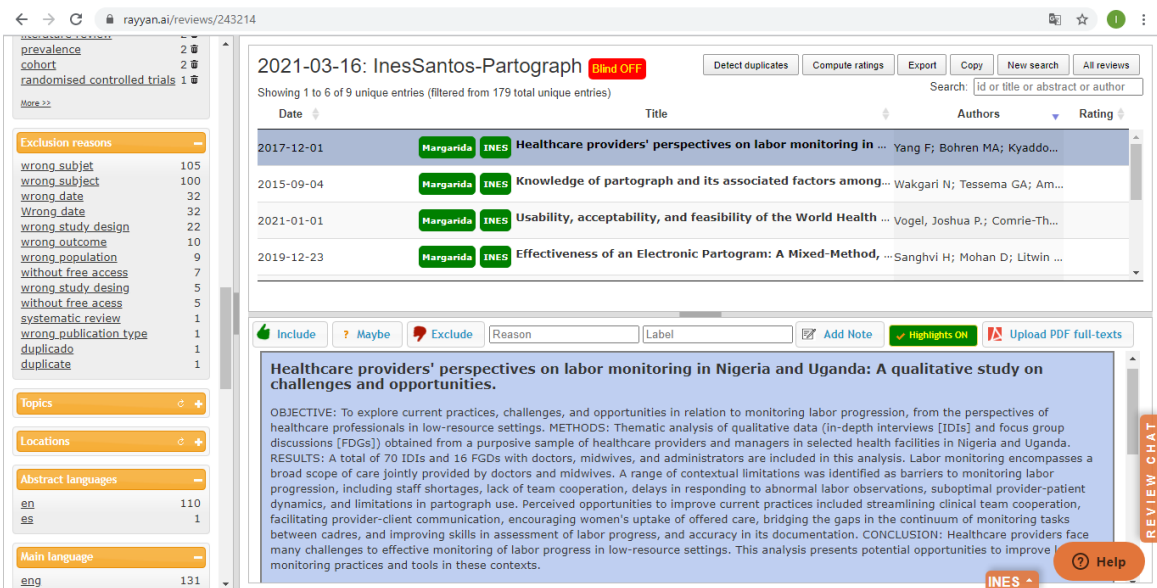 rayyan.ai/reviews/243214
prevalence 2
cohort 2
randomised controlled trials 1
More >>
Exclusion reasons
wrong subjet 105
wrong subject 100
wrong date 32
Wrong date 32
wrong study design 22
wrong outcome 10
wrong population 9
without free access 7
wrong study desing 5
without free acess 5
systematic review 1
wrong publication type 1
duplicado 1
duplicate 1
Topics
Locations
Abstract languages
en 110
es 1
Main language
eng 131
2021-03-16: InesSantos-Partograph Blind OFF
Detect duplicates Compute ratings Export Copy New search All reviews
Showing 1 to 6 of 9 unique entries (filtered from 179 total unique entries)
Search: id or title or abstract or author
Date Title Authors Rating
2017-12-01 Margarida INES Healthcare providers' perspectives on labor monitoring in ... Yang F; Bohren MA; Kyaddo...
2015-09-04 Margarida INES Knowledge of partograph and its associated factors among... Wakgari N; Tessema GA; Am...
2021-01-01 Margarida INES Usability, acceptability, and feasibility of the World Health ... Vogel, Joshua P.; Comrie-Th...
2019-12-23 Margarida INES Effectiveness of an Electronic Partogram: A Mixed-Method, ... Sanghvi H; Mohan D; Litwin ...
Include ? Maybe Exclude Reason Label Add Note Highlights ON Upload PDF full-texts
Healthcare providers' perspectives on labor monitoring in Nigeria and Uganda: A qualitative study on
challenges and opportunities.
OBJECTIVE: To explore current practices, challenges, and opportunities in relation to monitoring labor progression, from the perspectives of
healthcare professionals in low-resource settings. METHODS: Thematic analysis of qualitative data (in-depth interviews [IDIs] and focus group
discussions [FDGs]) obtained from a purposive sample of healthcare providers and managers in selected health facilities in Nigeria and Uganda.
RESULTS: A total of 70 IDIs and 16 FGDs with doctors, midwives, and administrators are included in this analysis. Labor monitoring encompasses a
broad scope of care jointly provided by doctors and midwives. A range of contextual limitations was identified as barriers to monitoring labor
progression, including staff shortages, lack of team cooperation, delays in responding to abnormal labor observations, suboptimal provider-patient
dynamics, and limitations in partograph use. Perceived opportunities to improve current practices included streamlining clinical team cooperation,
facilitating provider-client communication, encouraging women's uptake of offered care, bridging the gaps in the continuum of monitoring tasks
between cadres, and improving skills in assessment of labor progress, and accuracy in its documentation. CONCLUSION: Healthcare providers face
many challenges to effective monitoring of labor progress in low-resource settings. This analysis presents potential opportunities to improve
monitoring practices and tools in these contexts.
REVIEW CHAT
Help
INES